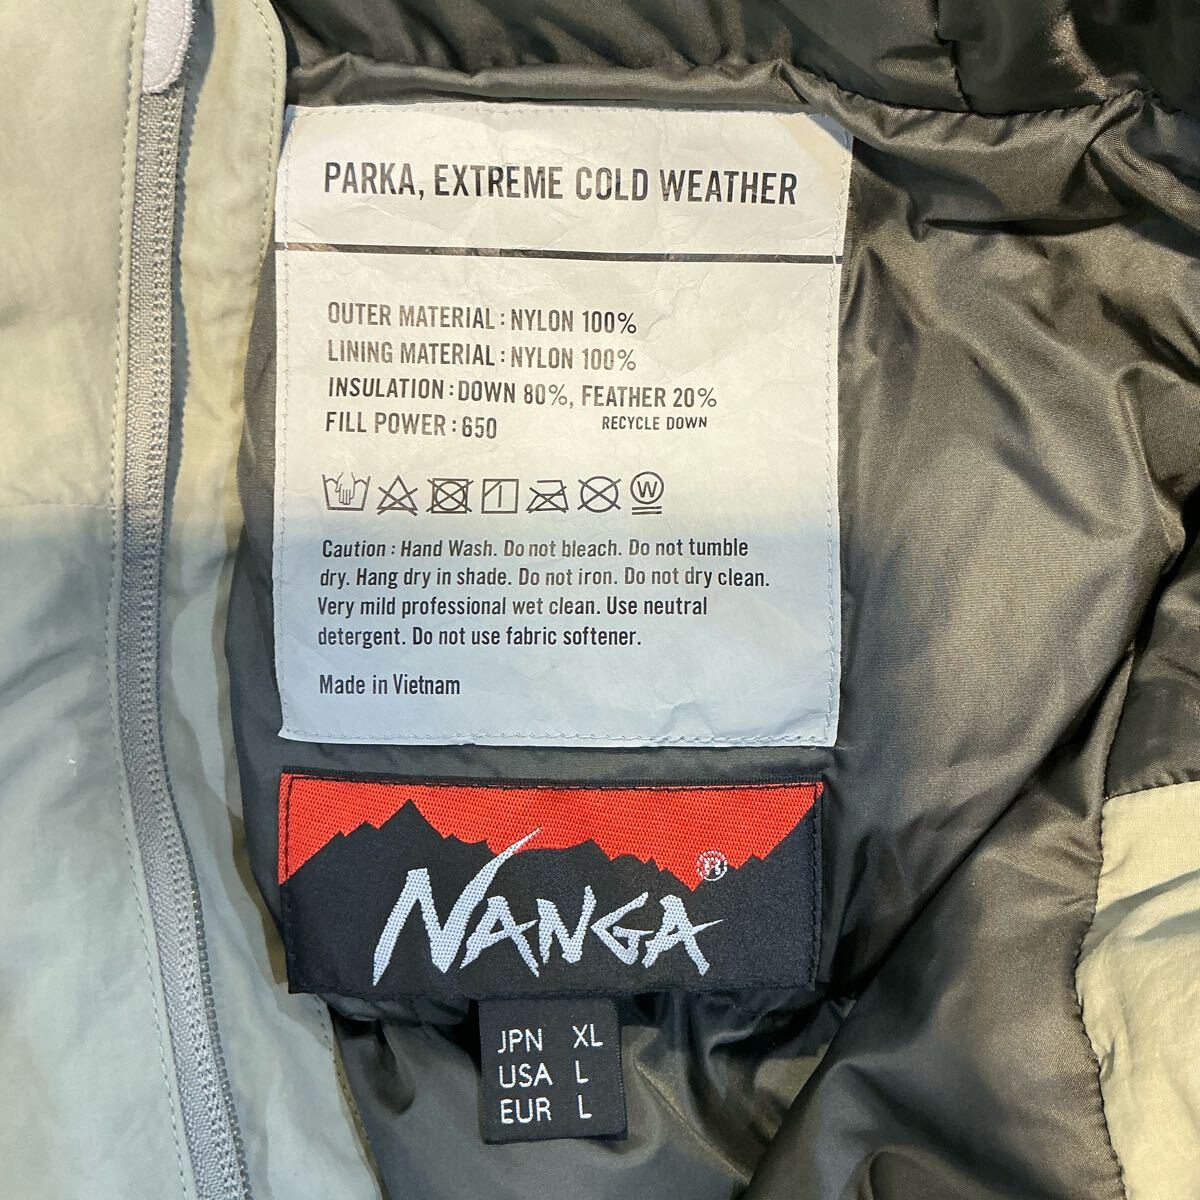 PARKA, EXTREME COLD WEATHER
OUTER MATERIAL : NYLON 100%
LINING MATERIAL : NYLON 100%
INSULATION : DOWN 80%, FEATHER 20%
FILL POWER : 650 RECYCLE DOWN
W
Caution : Hand Wash. Do not bleach. Do not tumble
dry. Hang dry in shade. Do not iron. Do not dry clean.
Very mild professional wet clean. Use neutral
detergent. Do not use fabric softener.
Made in Vietnam
NANGA®
JPN XL
USA L
EUR L